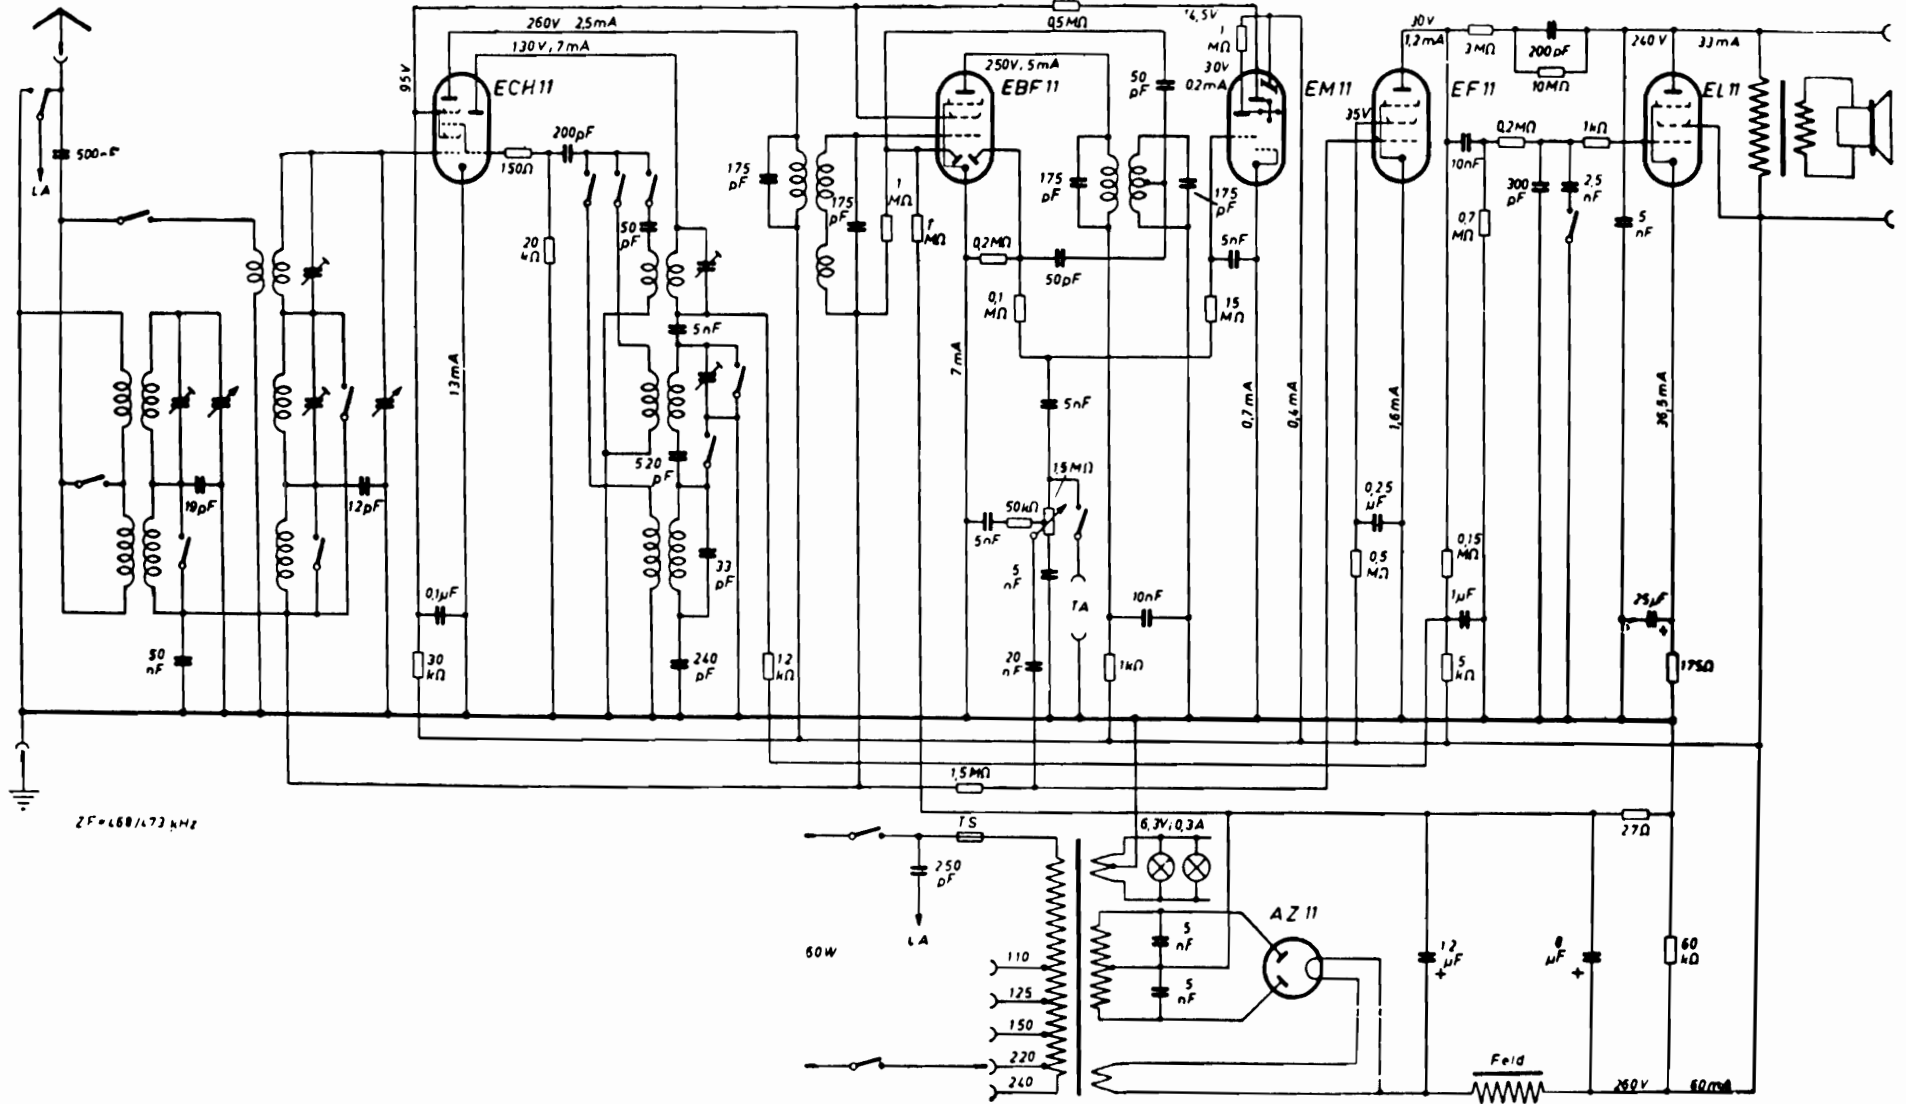 260V 2,5mA
130V, 7mA
95V
ECH11
0,5MΩ
14,5V
1
MΩ
250V, 5mA
EBF11
50
pF
30V
0,2mA
EM11
30V
1,2mA
3MΩ
200pF
10MΩ
240V
33mA
35V
EF11
EL11
500pF
LA
200pF
150Ω
10nF
0,2MΩ
1kΩ
175
pF
175
pF
1
MΩ
1
MΩ
175
pF
175
pF
300
pF
2,5
nF
5
nF
20
kΩ
50
pF
0,2MΩ
50pF
5nF
0,7
MΩ
0,1
MΩ
15
MΩ
5nF
13mA
7mA
5nF
0,7mA
0,4mA
1,6mA
36,5mA
520
pF
19pF
12pF
1,5MΩ
50kΩ
5nF
0,25
µF
5
nF
33
pF
0,5
MΩ
0,15
MΩ
0,1µF
TA
10nF
1µF
25µF
+
50
nF
30
kΩ
240
pF
12
kΩ
20
nF
1kΩ
5
kΩ
175Ω
1,5MΩ
ZF=468/473 kHz
TS
6,3V; 0,3A
27Ω
250
pF
LA
60W
AZ11
5
nF
5
nF
110
125
150
220
240
12
µF
+
8
µF
+
60
kΩ
Feld
260V
60mA